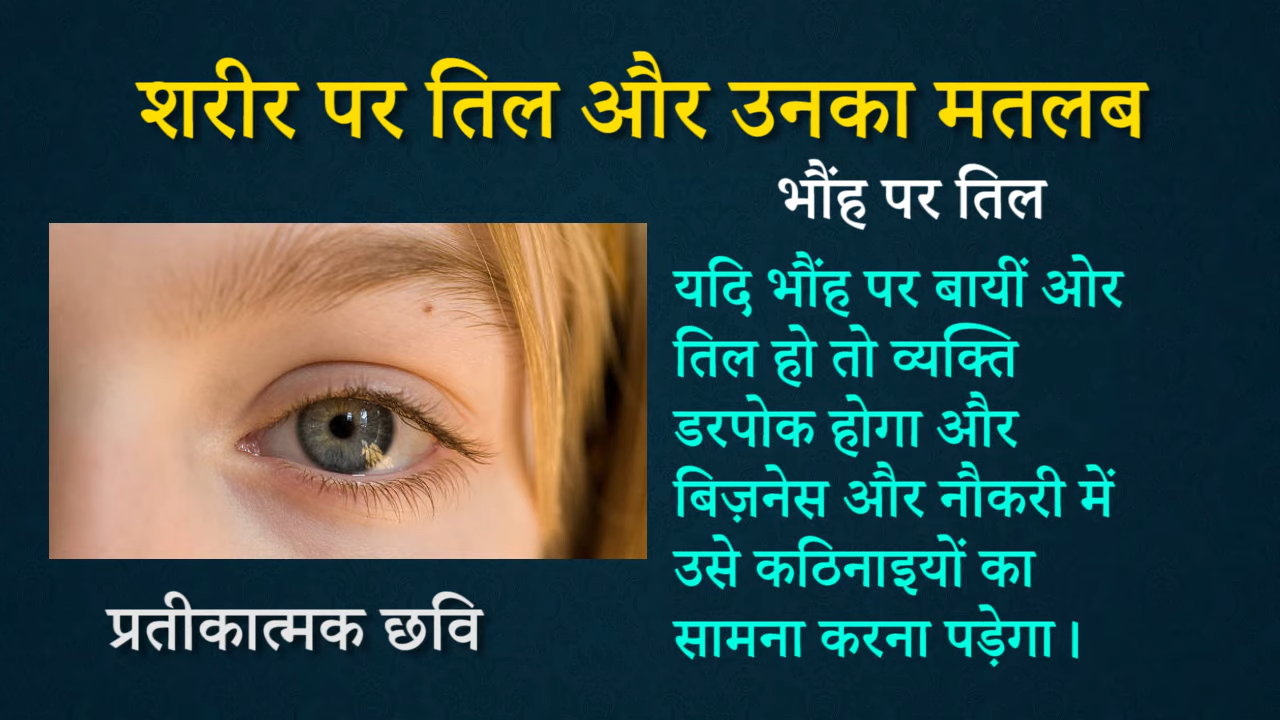 शरीर पर तिल और उनका मतलब
भौंह पर तिल
यदि भौंह पर बायीं ओर
तिल हो तो व्यक्ति
डरपोक होगा और
बिज़नेस और नौकरी में
उसे कठिनाइयों का
सामना करना पड़ेगा।
प्रतीकात्मक छवि